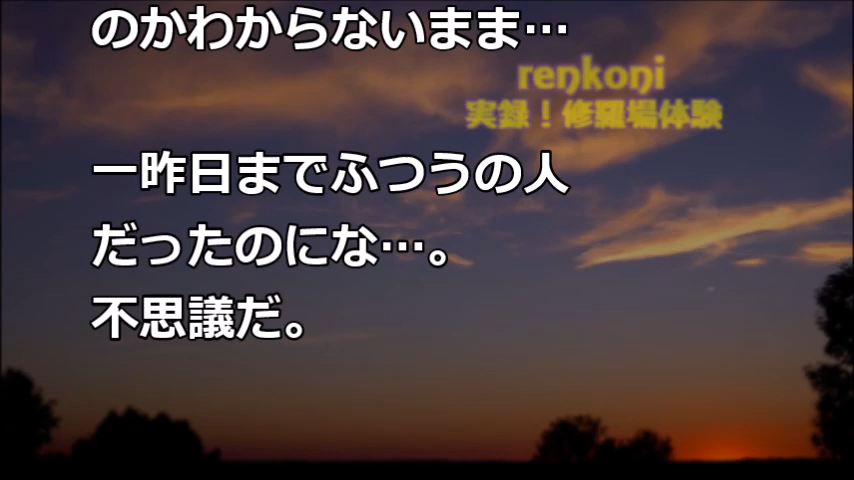 のかわからないまま…
renkoni
実録！修羅場体験
一昨日までふつうの人
だったのにな…。
不思議だ。